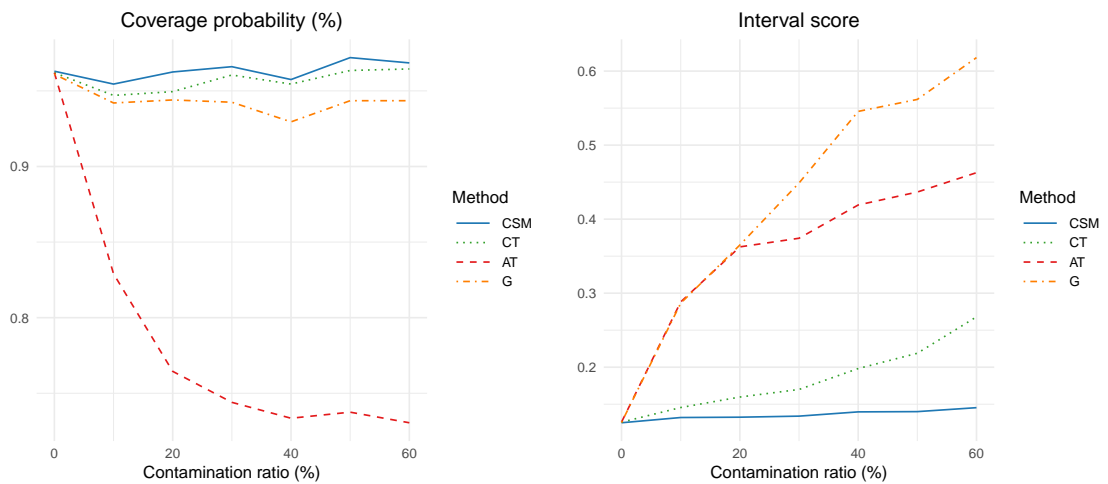 Coverage probability (%)
0.9
0.8
0
20
40
60
Contamination ratio (%)
Method
CSM
CT
AT
G
Interval score
0.6
0.5
0.4
0.3
0.2
0
20
40
60
Contamination ratio (%)
Method
CSM
CT
AT
G